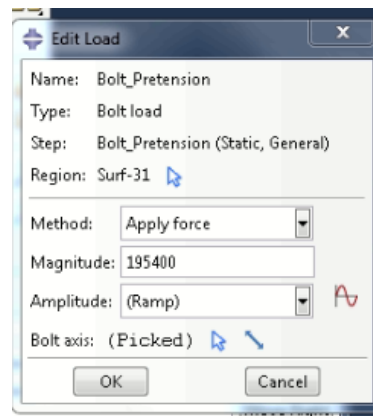 Edit Load
x
Name: Bolt_Pretension
Type: Bolt load
Step: Bolt_Pretension (Static, General)
Region: Surf-31
Method: Apply force
Magnitude: 195400
Amplitude: (Ramp)
Bolt axis: (Picked)
OK Cancel